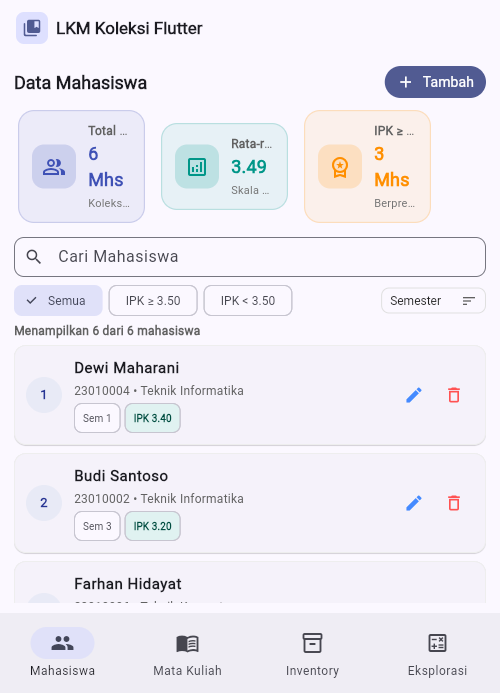 LKM Koleksi Flutter
Data Mahasiswa
Tambah
Total ...
6
Mhs
Koleks...
Rata-r...
3.49
Skala ...
IPK ≥ ...
3
Mhs
Berpre...
Cari Mahasiswa
Semua
IPK ≥ 3.50
IPK < 3.50
Semester
Menampilkan 6 dari 6 mahasiswa
1
Dewi Maharani
23010004 • Teknik Informatika
Sem 1
IPK 3.40
2
Budi Santoso
23010002 • Teknik Informatika
Sem 3
IPK 3.20
Farhan Hidayat
Mahasiswa
Mata Kuliah
Inventory
Eksplorasi